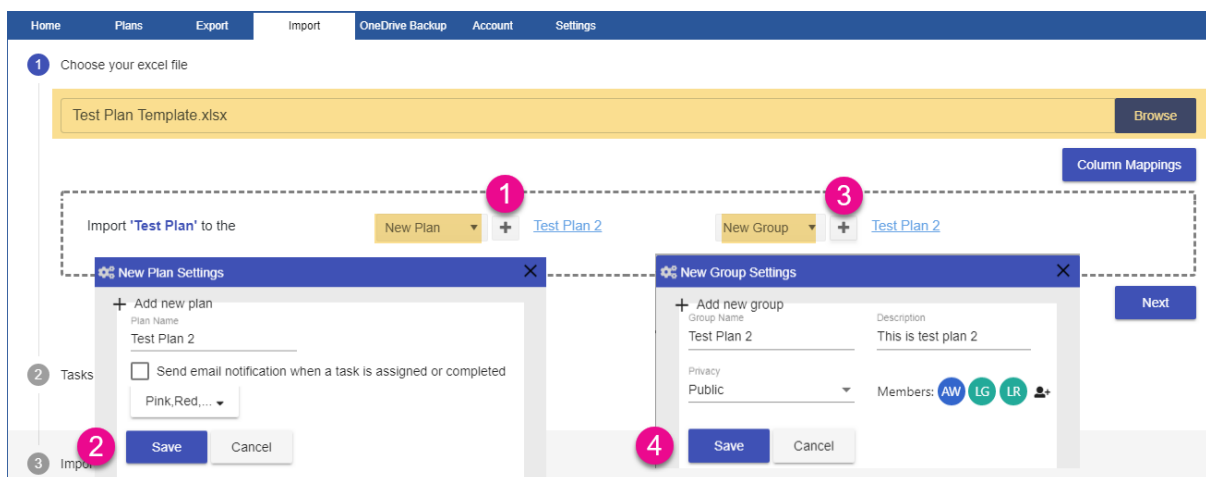 Home Plans Export Import OneDrive Backup Account Settings
1 Choose your excel file
Test Plan Template.xlsx Browse
Column Mappings
1 3
Import 'Test Plan' to the New Plan + Test Plan 2 New Group + Test Plan 2
New Plan Settings
+ Add new plan
Plan Name
Test Plan 2
Send email notification when a task is assigned or completed
Pink,Red,...
2 Save Cancel
New Group Settings
+ Add new group
Group Name Description
Test Plan 2 This is test plan 2
Privacy
Public Members: AW LG LR
4 Save Cancel
Next
2 Tasks
3 Impor